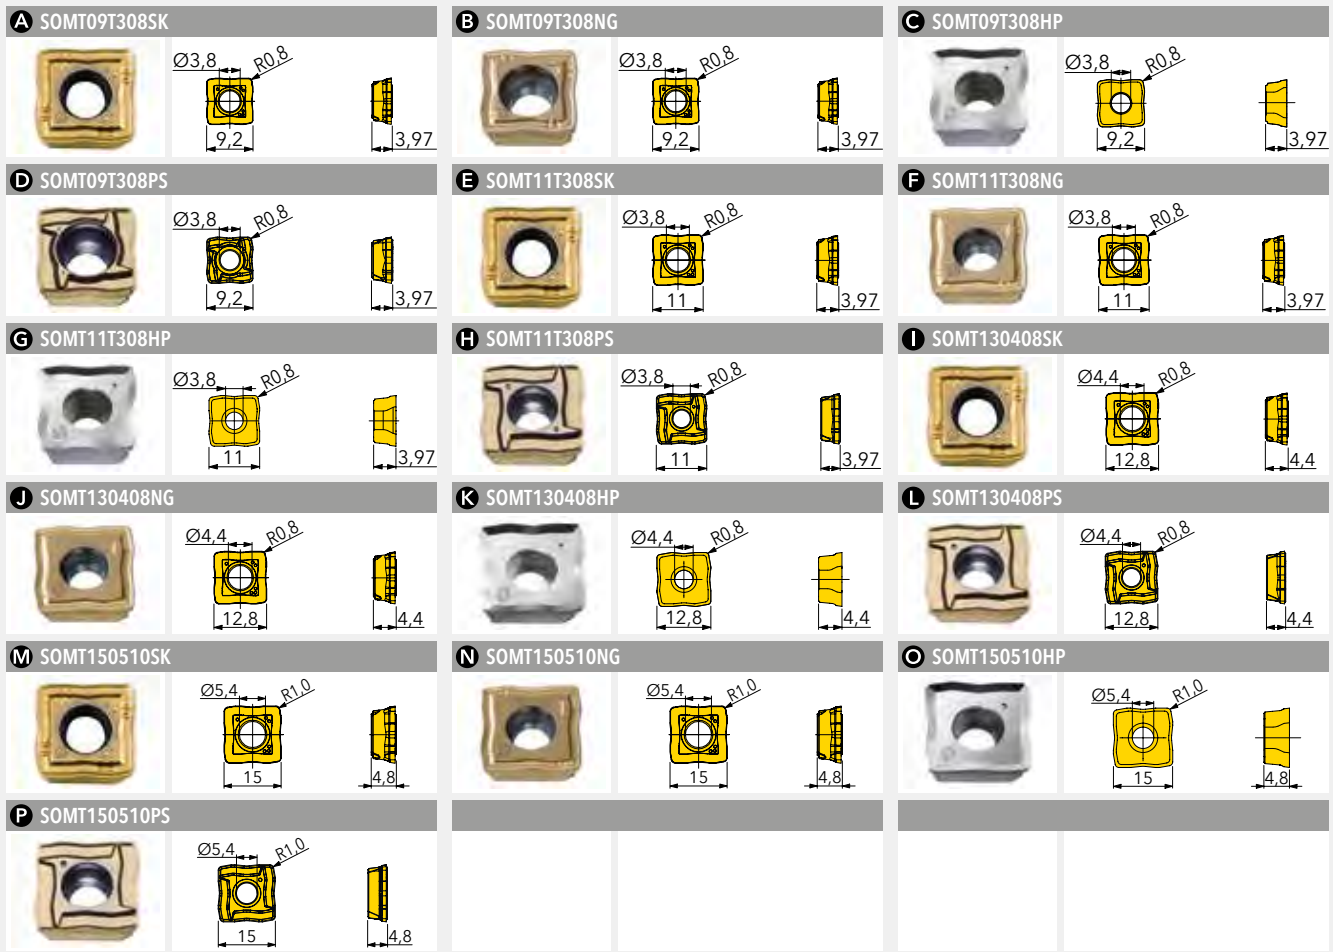 A SOMT09T308SK
Ø3,8
R0,8
9,2
3,97
B SOMT09T308NG
Ø3,8
R0,8
9,2
3,97
C SOMT09T308HP
Ø3,8
R0,8
9,2
3,97
D SOMT09T308PS
Ø3,8
R0,8
9,2
3,97
E SOMT11T308SK
Ø3,8
R0,8
11
3,97
F SOMT11T308NG
Ø3,8
R0,8
11
3,97
G SOMT11T308HP
Ø3,8
R0,8
11
3,97
H SOMT11T308PS
Ø3,8
R0,8
11
3,97
I SOMT130408SK
Ø4,4
R0,8
12,8
4,4
J SOMT130408NG
Ø4,4
R0,8
12,8
4,4
K SOMT130408HP
Ø4,4
R0,8
12,8
4,4
L SOMT130408PS
Ø4,4
R0,8
12,8
4,4
M SOMT150510SK
Ø5,4
R1,0
15
4,8
N SOMT150510NG
Ø5,4
R1,0
15
4,8
O SOMT150510HP
Ø5,4
R1,0
15
4,8
P SOMT150510PS
Ø5,4
R1,0
15
4,8